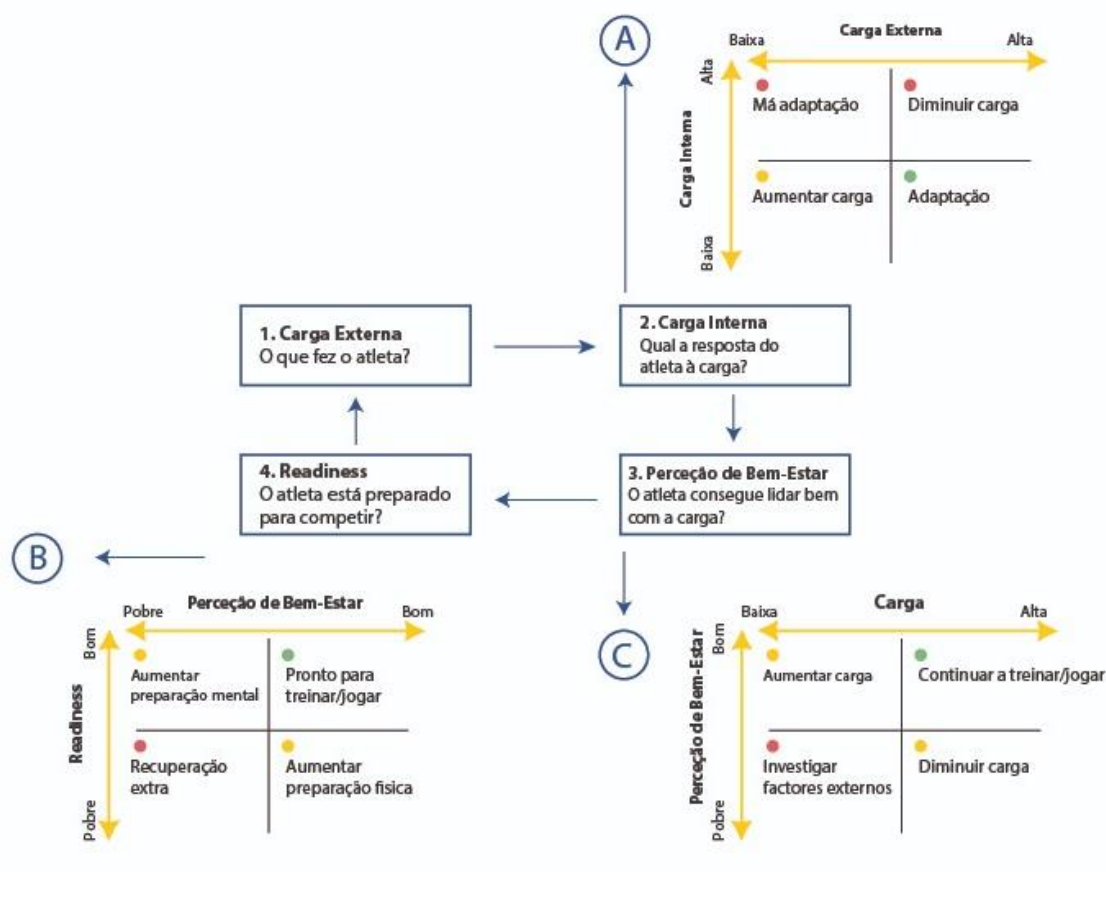 A
Carga Externa
Baixa
Alta
Carga Interna
Alta
Baixa
Má adaptação
Diminuir carga
Aumentar carga
Adaptação
1. Carga Externa
O que fez o atleta?
2. Carga Interna
Qual a resposta do
atleta à carga?
4. Readiness
O atleta está preparado
para competir?
3. Perceção de Bem-Estar
O atleta consegue lidar bem
com a carga?
B
Perceção de Bem-Estar
Pobre
Bom
Readiness
Bom
Pobre
Aumentar
preparação mental
Pronto para
treinar/jogar
Recuperação
extra
Aumentar
preparação fisica
C
Carga
Baixa
Alta
Perceção de Bem-Estar
Bom
Pobre
Aumentar carga
Continuar a treinar/jogar
Investigar
factores externos
Diminuir carga